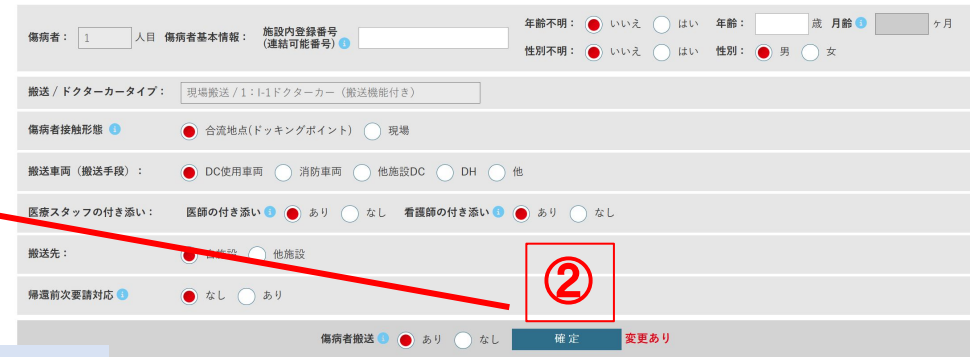 年齢不明： いいえ はい 年齢： 歳 月齢 i ヶ月
傷病者： 1 人目 傷病者基本情報： 施設内登録番号
(連結可能番号) i
性別不明： いいえ はい 性別： 男 女
搬送 / ドクターカータイプ： 現場搬送 / 1：I-1ドクターカー（搬送機能付き）
傷病者接触形態 i 合流地点(ドッキングポイント) 現場
搬送車両（搬送手段）： DC使用車両 消防車両 他施設DC DH 他
医療スタッフの付き添い： 医師の付き添い i あり なし 看護師の付き添い i あり なし
搬送先： 施設 他施設
②
帰還前次要請対応 i なし あり
傷病者搬送 i あり なし 確定 変更あり